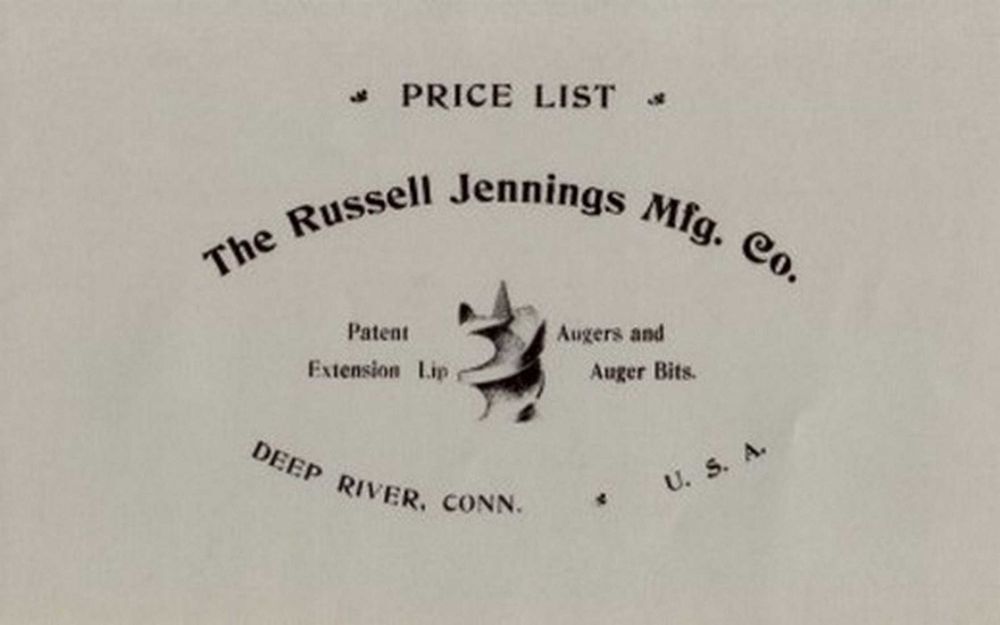 PRICE LIST
The Russell Jennings Mfg. Co.
Patent Augers and
Extension Lip Auger Bits.
DEEP RIVER, CONN. U. S. A.